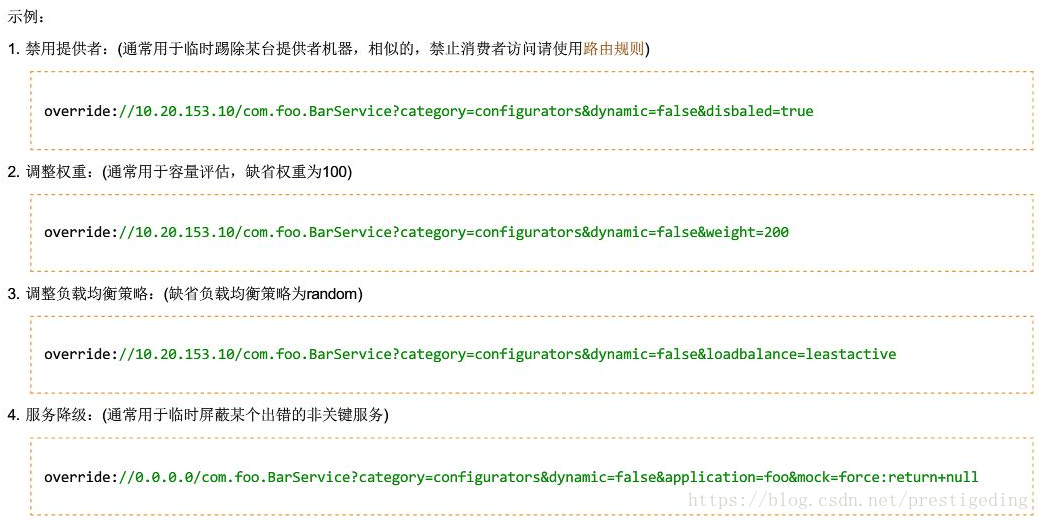 示例：
1. 禁用提供者：(通常用于临时踢除某台提供者机器，相似的，禁止消费者访问请使用路由规则)
override://10.20.153.10/com.foo.BarService?category=configurators&dynamic=false&disbaled=true
2. 调整权重：(通常用于容量评估，缺省权重为100)
override://10.20.153.10/com.foo.BarService?category=configurators&dynamic=false&weight=200
3. 调整负载均衡策略：(缺省负载均衡策略为random)
override://10.20.153.10/com.foo.BarService?category=configurators&dynamic=false&loadbalance=leastactive
4. 服务降级：(通常用于临时屏蔽某个出错的非关键服务)
override://0.0.0.0/com.foo.BarService?category=configurators&dynamic=false&application=foo&mock=force:return+null
https://blog.csdn.net/prestigeding